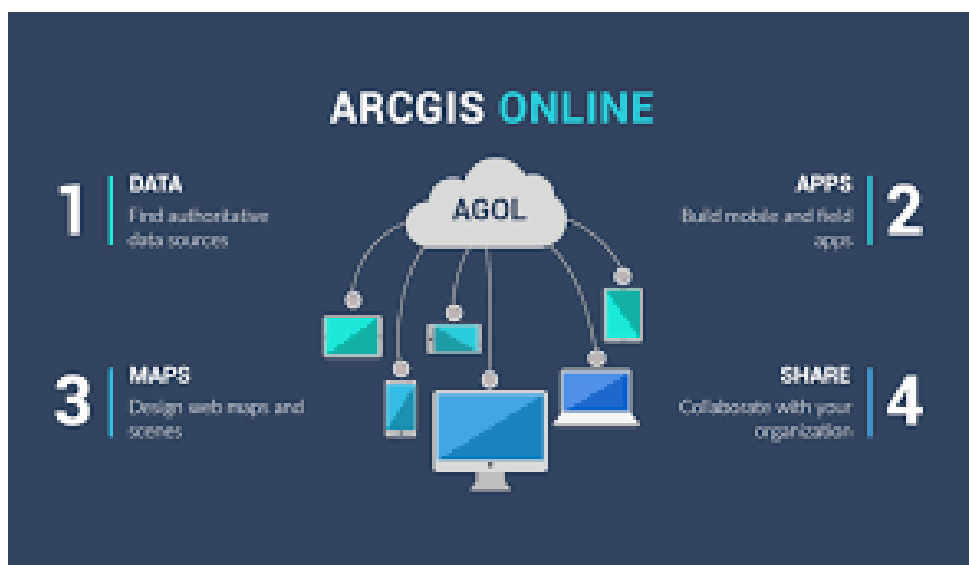 ARCGIS ONLINE
AGOL
1
DATA
Find authoritative
data sources
APPS
Build mobile and field
apps
2
3
MAPS
Design web maps and
scenes
SHARE
Collaborate with your
organization
4